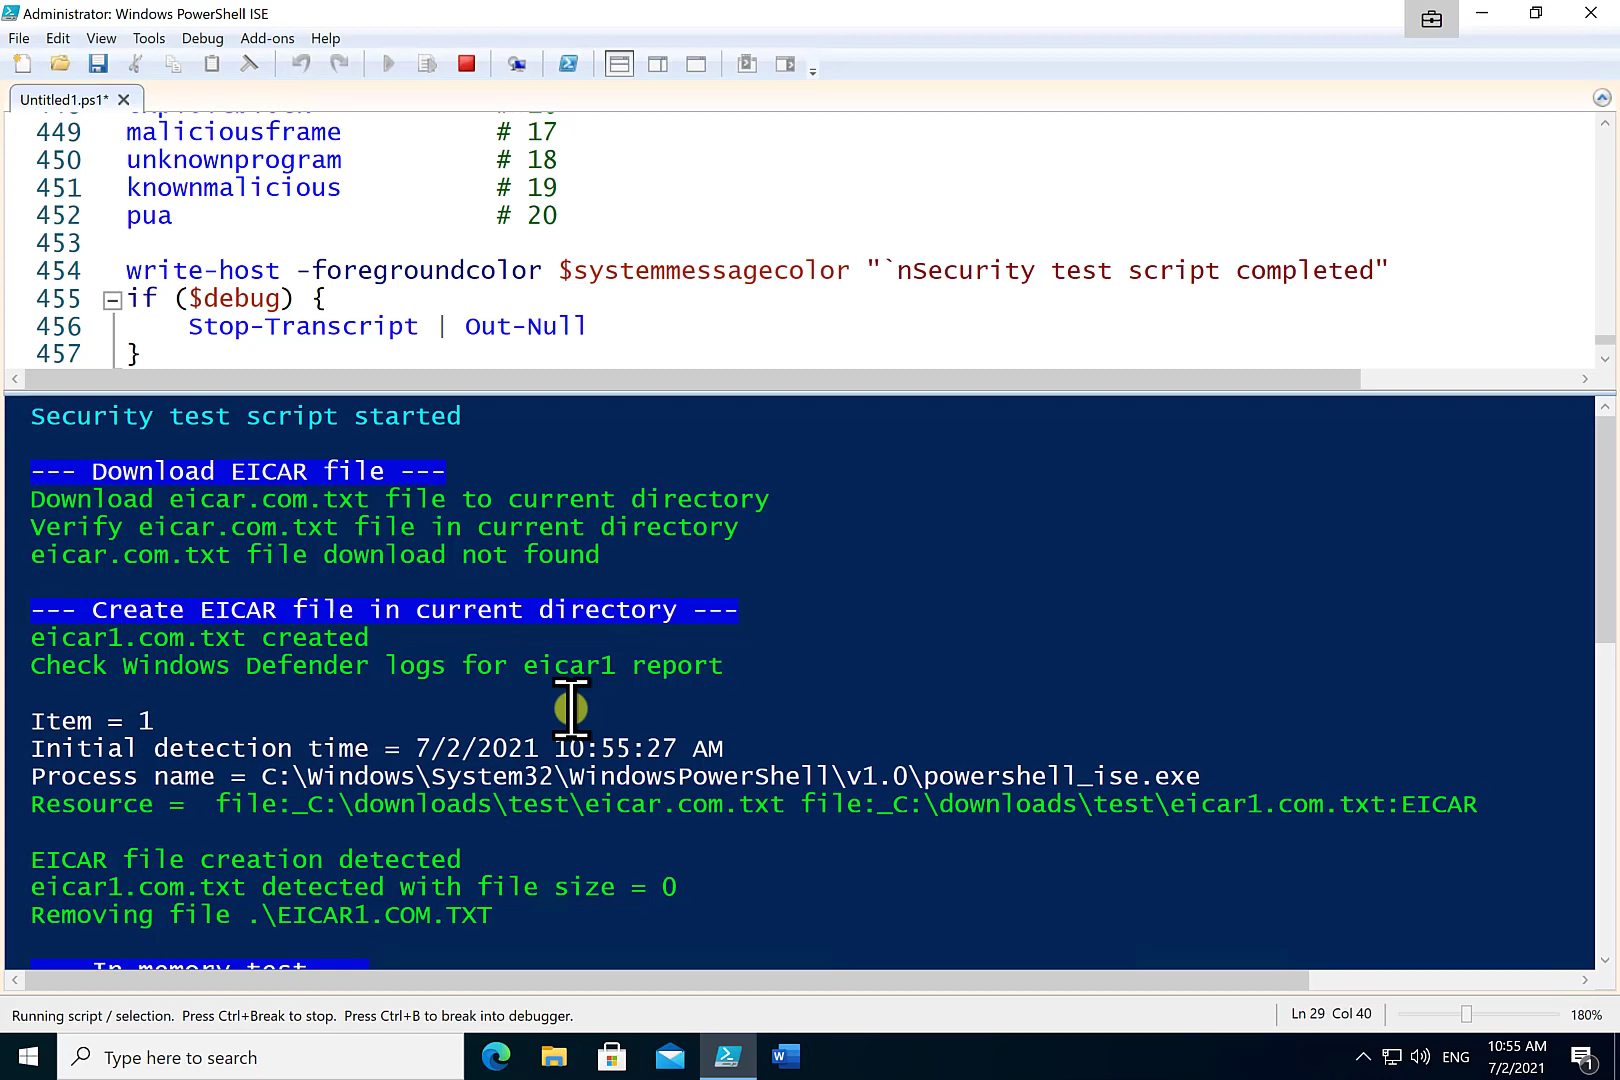 Administrator: Windows PowerShell ISE
File Edit View Tools Debug Add-ons Help
Untitled1.ps1*
449 maliciousframe # 17
450 unknownprogram # 18
451 knownmalicious # 19
452 pua # 20
453
454 write-host -foregroundcolor $systemmessagecolor "`nSecurity test script completed"
455 if ($debug) {
456 Stop-Transcript | Out-Null
457 }
Security test script started
--- Download EICAR file ---
Download eicar.com.txt file to current directory
Verify eicar.com.txt file in current directory
eicar.com.txt file download not found
--- Create EICAR file in current directory ---
eicar1.com.txt created
Check Windows Defender logs for eicar1 report
Item = 1
Initial detection time = 7/2/2021 10:55:27 AM
Process name = C:\Windows\System32\WindowsPowerShell\v1.0\powershell_ise.exe
Resource =  file:_C:\downloads\test\eicar.com.txt file:_C:\downloads\test\eicar1.com.txt:EICAR
EICAR file creation detected
eicar1.com.txt detected with file size = 0
Removing file .\EICAR1.COM.TXT
In memory test
Running script / selection. Press Ctrl+Break to stop. Press Ctrl+B to break into debugger.
Ln 29 Col 40
180%
Type here to search
ENG
10:55 AM
7/2/2021
1